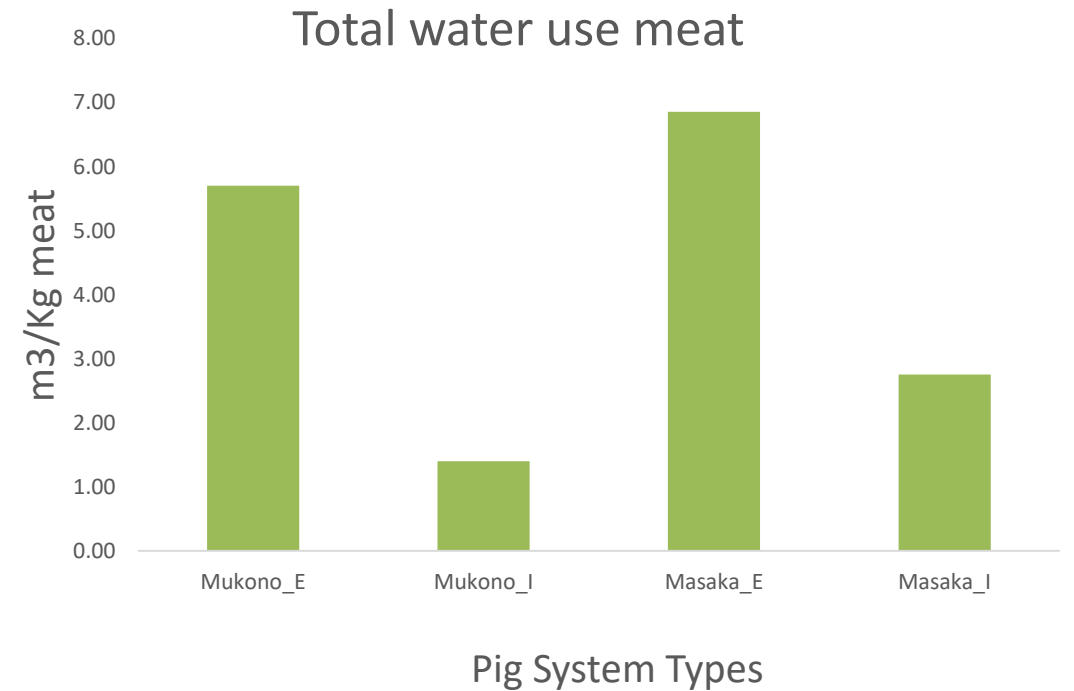 Total water use meat
8.00
7.00
6.00
5.00
4.00
3.00
2.00
1.00
0.00
m3/Kg meat
Mukono_E
Mukono_I
Masaka_E
Masaka_I
Pig System Types